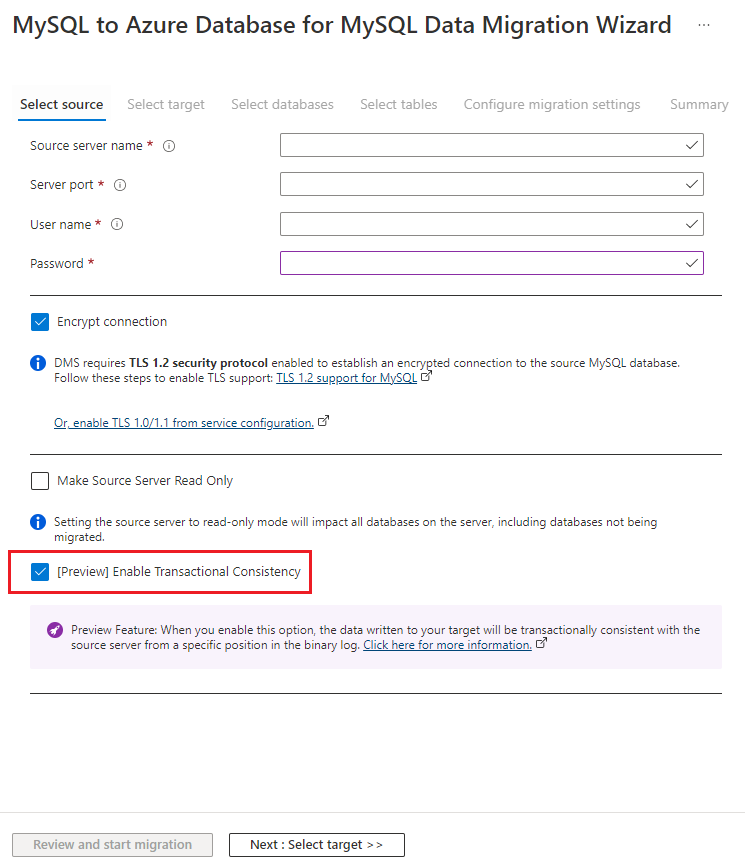 MySQL to Azure Database for MySQL Data Migration Wizard ...
Select source Select target Select databases Select tables Configure migration settings Summary
Source server name *
Server port *
User name *
Password *
Encrypt connection
DMS requires TLS 1.2 security protocol enabled to establish an encrypted connection to the source MySQL database.
Follow these steps to enable TLS support: TLS 1.2 support for MySQL
Or, enable TLS 1.0/1.1 from service configuration.
Make Source Server Read Only
Setting the source server to read-only mode will impact all databases on the server, including databases not being
migrated.
[Preview] Enable Transactional Consistency
Preview Feature: When you enable this option, the data written to your target will be transactionally consistent with the
source server from a specific position in the binary log. Click here for more information.
Review and start migration Next : Select target >>